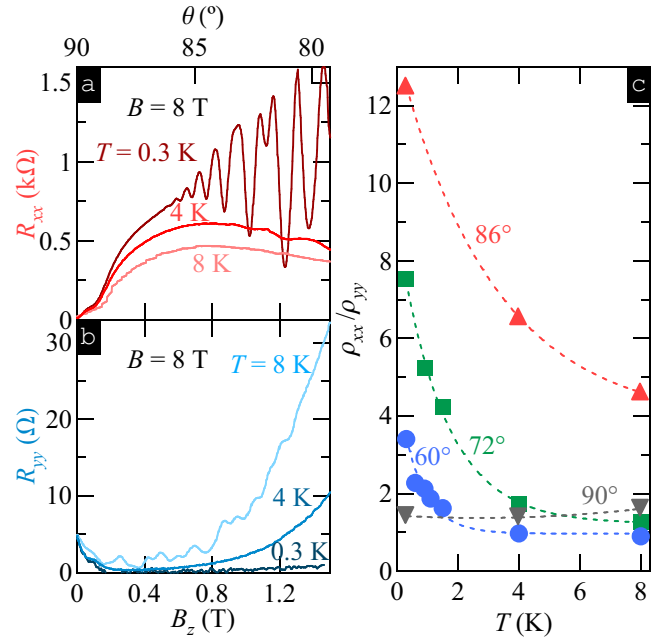 θ (º)
90 85 80
a
B = 8 T
T = 0.3 K
4 K
8 K
R_xx (kΩ)
1.5
1
0.5
0
b
B = 8 T
T = 8 K
4 K
0.3 K
R_yy (Ω)
30
20
10
0
0 0.4 0.8 1.2
B_z (T)
c
86°
72°
60°
90°
ρ_xx/ρ_yy
12
10
8
6
4
2
0
0 2 4 6 8
T (K)